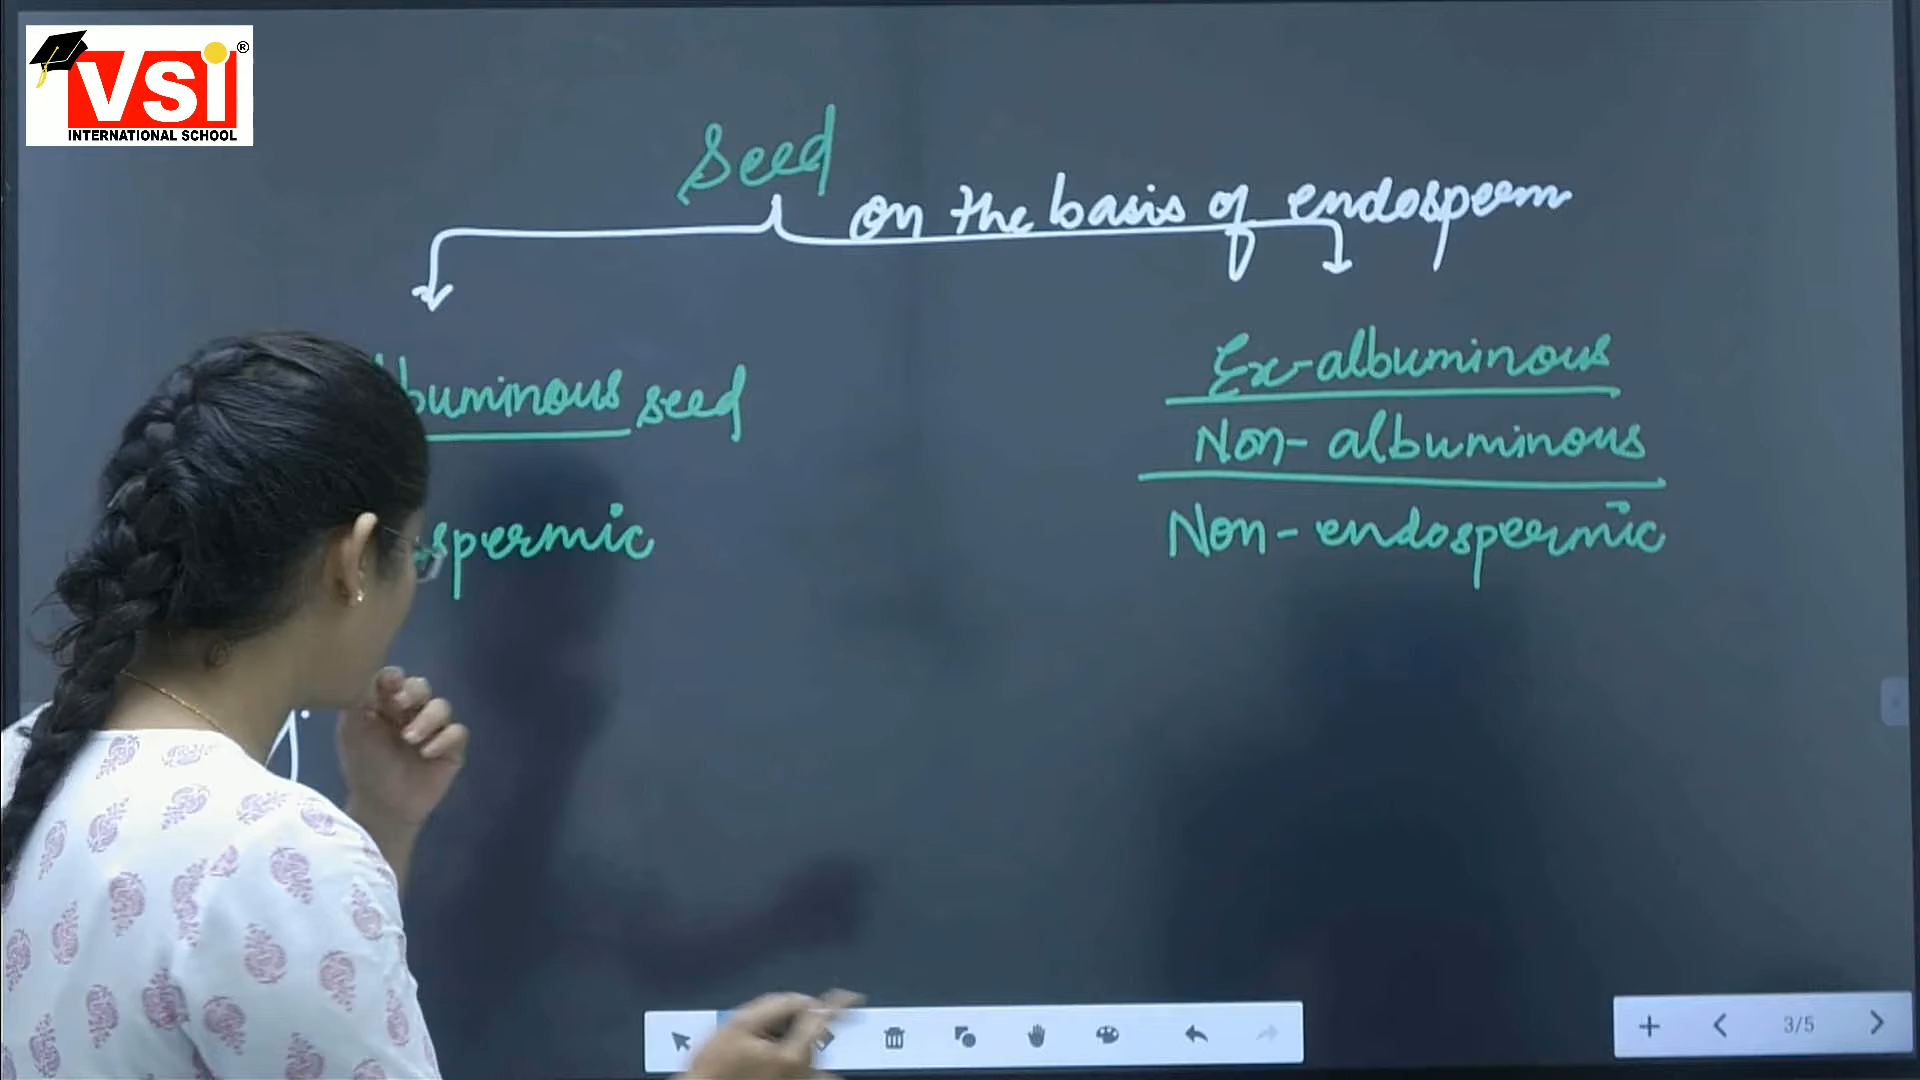 VSI ®
INTERNATIONAL SCHOOL
Seed
on the basis of endosperm
buminous seed
Ex-albuminous
Non-albuminous
spermic
Non-endospermic
3/5